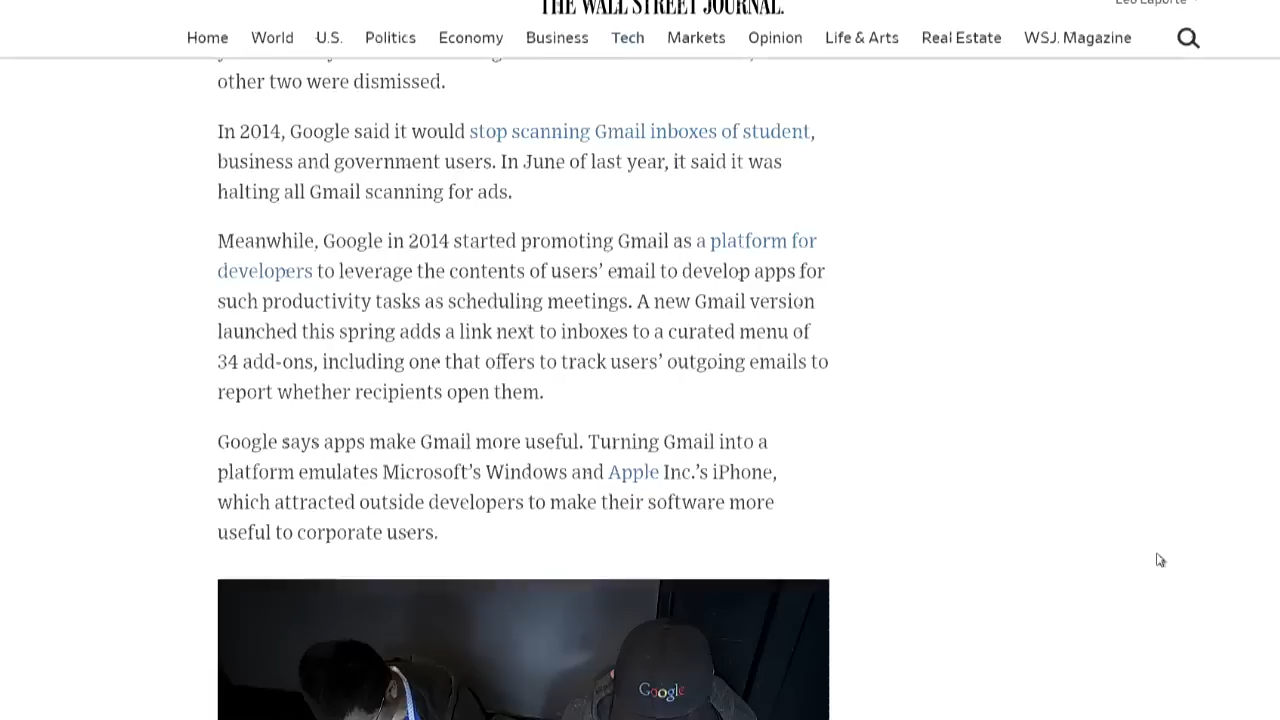 THE WALL STREET JOURNAL.
Leo Laporte
Home World U.S. Politics Economy Business Tech Markets Opinion Life & Arts Real Estate WSJ. Magazine
other two were dismissed.
In 2014, Google said it would stop scanning Gmail inboxes of student,
business and government users. In June of last year, it said it was
halting all Gmail scanning for ads.
Meanwhile, Google in 2014 started promoting Gmail as a platform for
developers to leverage the contents of users’ email to develop apps for
such productivity tasks as scheduling meetings. A new Gmail version
launched this spring adds a link next to inboxes to a curated menu of
34 add-ons, including one that offers to track users’ outgoing emails to
report whether recipients open them.
Google says apps make Gmail more useful. Turning Gmail into a
platform emulates Microsoft’s Windows and Apple Inc.’s iPhone,
which attracted outside developers to make their software more
useful to corporate users.
Google